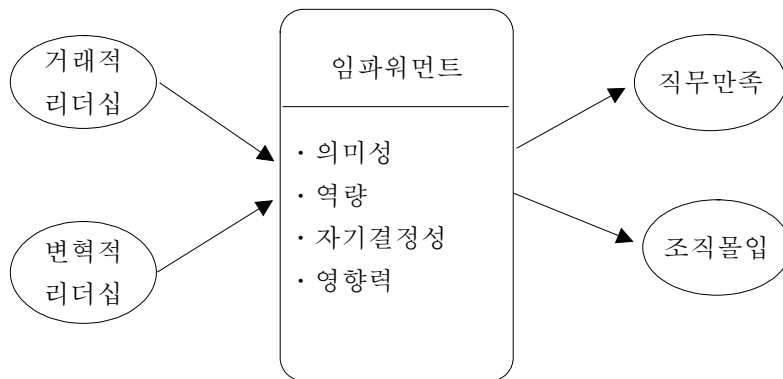 거래적
리더십
변혁적
리더십
임파워먼트
· 의미성
· 역량
· 자기결정성
· 영향력
직무만족
조직몰입